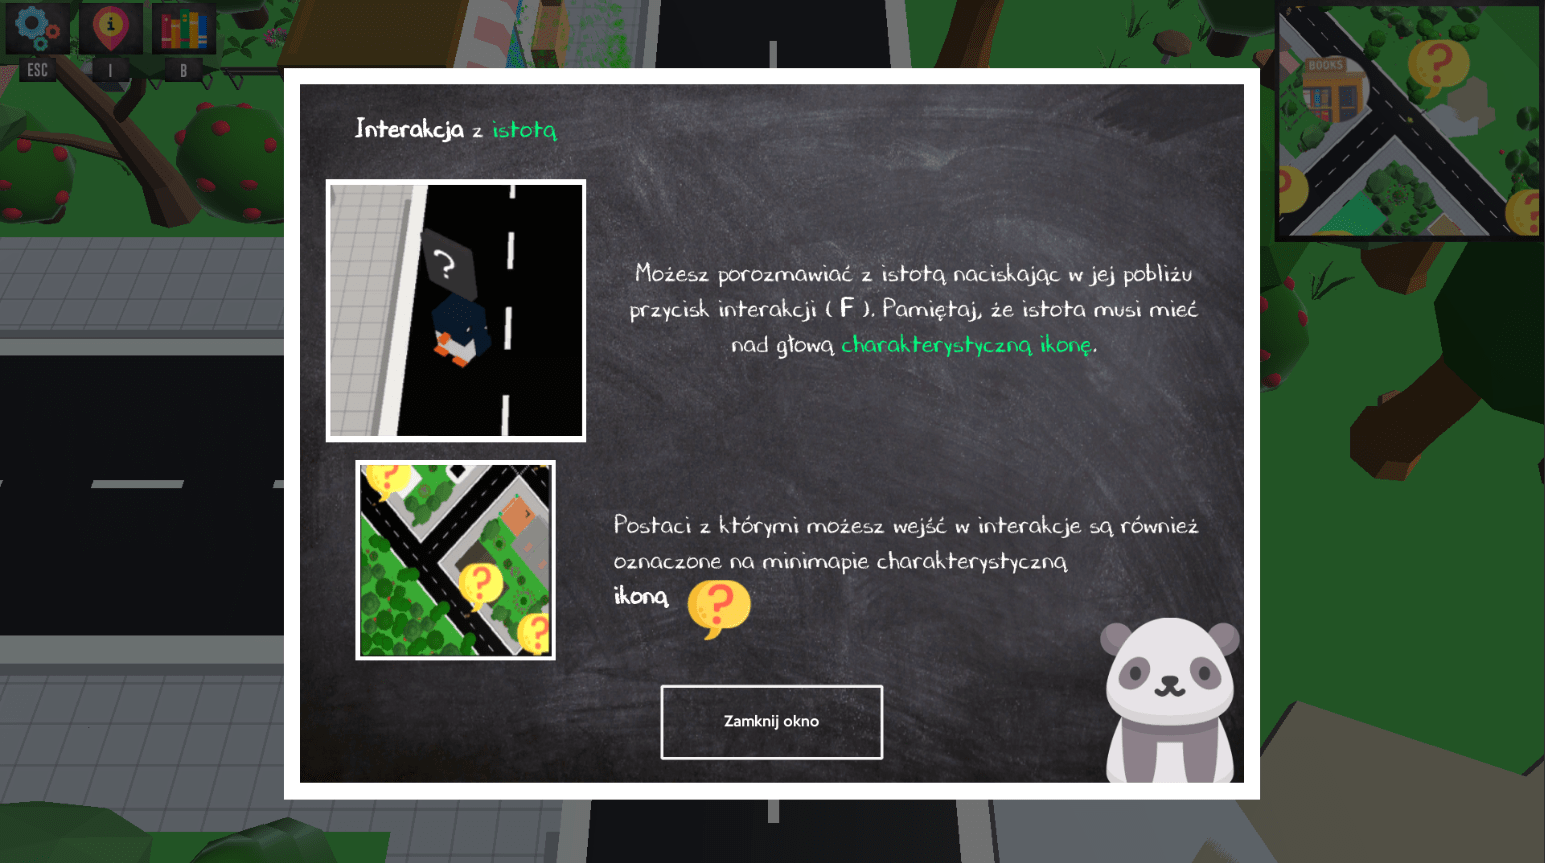 ESC
I
B
BOOKS
Interakcja z istotą
?
Możesz porozmawiać z istotą naciskając w jej pobliżu
przycisk interakcji ( F ). Pamiętaj, że istota musi mieć
nad głową charakterystyczną ikonę.
Postaci z którymi możesz wejść w interakcje są również
oznaczone na minimapie charakterystyczną
ikoną ?
Zamknij okno